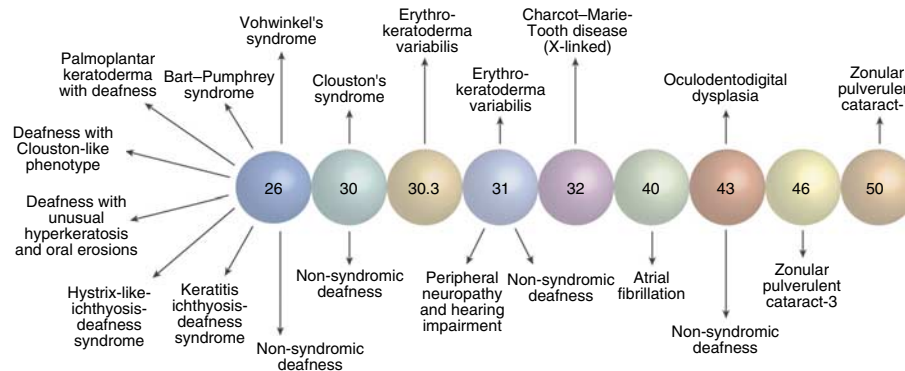 Vohwinkel's
syndrome
Erythro-
keratoderma
variabilis
Charcot–Marie-
Tooth disease
(X-linked)
Palmoplantar
keratoderma
with deafness
Bart–Pumphrey
syndrome
Clouston's
syndrome
Erythro-
keratoderma
variabilis
Oculodentodigital
dysplasia
Zonular
pulverulent
cataract-
Deafness with
Clouston-like
phenotype
26
30
30.3
31
32
40
43
46
50
Deafness with
unusual
hyperkeratosis
and oral erosions
Hystrix-like-
ichthyosis-
deafness
syndrome
Keratitis
ichthyosis-
deafness
syndrome
Non-syndromic
deafness
Non-syndromic
deafness
Peripheral
neuropathy
and hearing
impairment
Non-syndromic
deafness
Atrial
fibrillation
Non-syndromic
deafness
Zonular
pulverulent
cataract-3